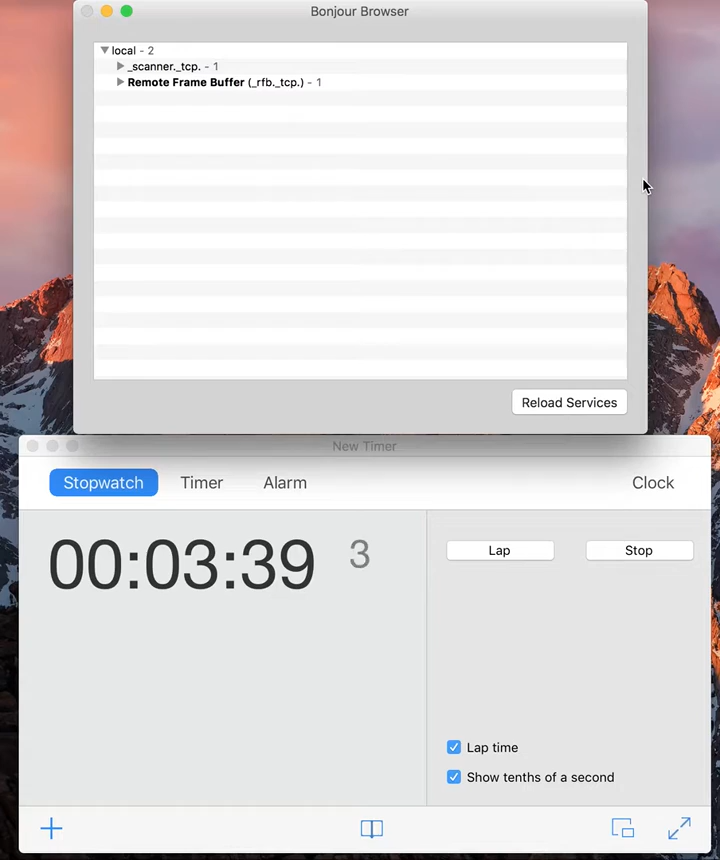 Bonjour Browser
local - 2
_scanner._tcp. - 1
Remote Frame Buffer (_rfb._tcp.) - 1
Reload Services
New Timer
Stopwatch Timer Alarm Clock
00:03:39 3
Lap Stop
Lap time
Show tenths of a second